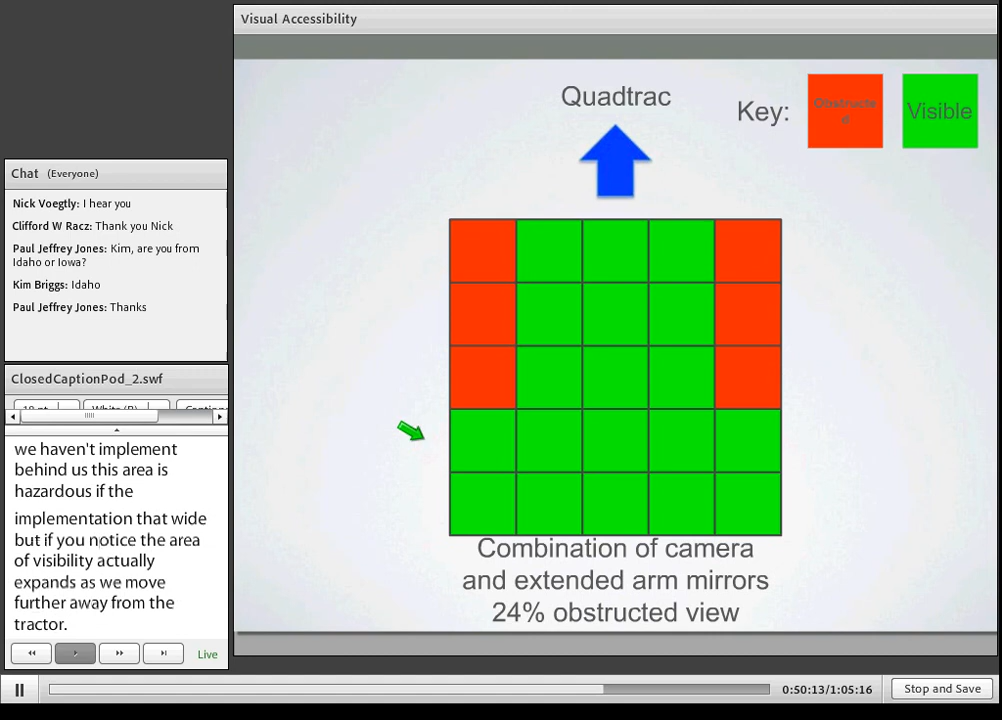 Visual Accessibility
Quadtrac
Key:
Obstructe
d
Visible
Combination of camera
and extended arm mirrors
24% obstructed view
Chat (Everyone)
Nick Voegtly: I hear you
Clifford W Racz: Thank you Nick
Paul Jeffrey Jones: Kim, are you from
Idaho or Iowa?
Kim Briggs: Idaho
Paul Jeffrey Jones: Thanks
ClosedCaptionPod_2.swf
we haven't implement
behind us this area is
hazardous if the
implementation that wide
but if you notice the area
of visibility actually
expands as we move
further away from the
tractor.
Live
0:50:13/1:05:16
Stop and Save